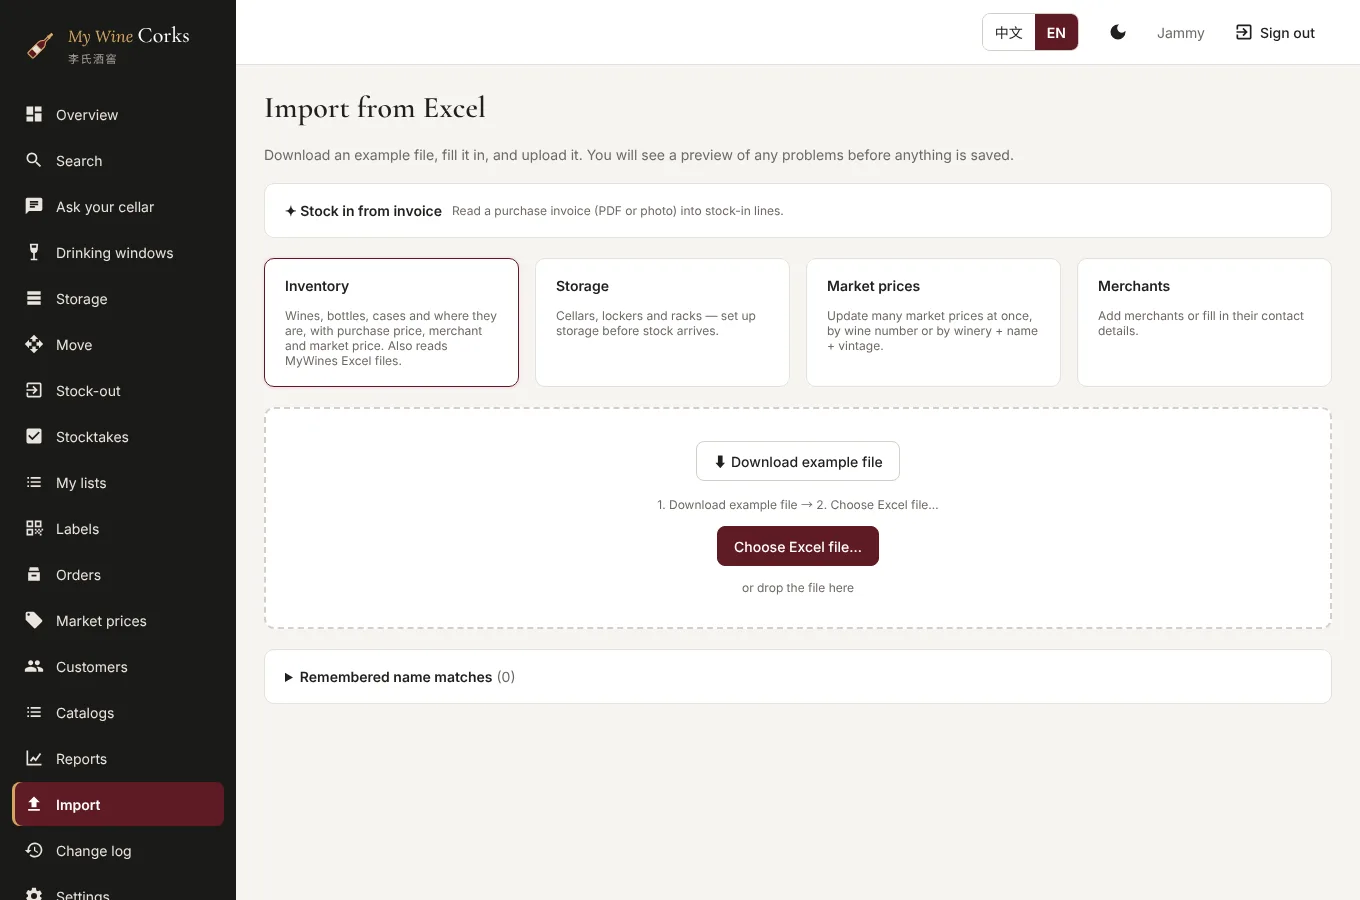 My Wine Corks
李氏酒窖
中文
EN
Jammy
Sign out
Overview
Search
Ask your cellar
Drinking windows
Storage
Move
Stock-out
Stocktakes
My lists
Labels
Orders
Market prices
Customers
Catalogs
Reports
Import
Change log
Settings
Import from Excel
Download an example file, fill it in, and upload it. You will see a preview of any problems before anything is saved.
✦ Stock in from invoice Read a purchase invoice (PDF or photo) into stock-in lines.
Inventory
Wines, bottles, cases and where they
are, with purchase price, merchant
and market price. Also reads
MyWines Excel files.
Storage
Cellars, lockers and racks — set up
storage before stock arrives.
Market prices
Update many market prices at once,
by wine number or by winery + name
+ vintage.
Merchants
Add merchants or fill in their contact
details.
⬇ Download example file
1. Download example file → 2. Choose Excel file...
Choose Excel file...
or drop the file here
▶ Remembered name matches (0)